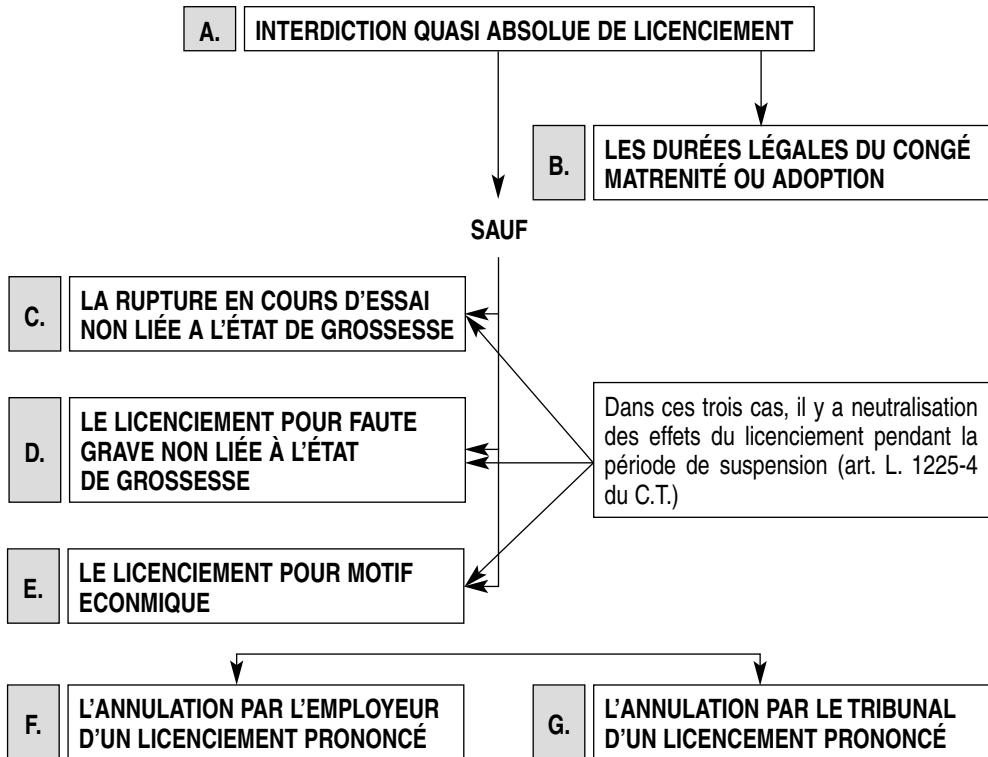 A. INTERDICTION QUASI ABSOLUE DE LICENCIEMENT
B. LES DURÉES LÉGALES DU CONGÉ
MATRENITÉ OU ADOPTION
SAUF
C. LA RUPTURE EN COURS D'ESSAI
NON LIÉE A L'ÉTAT DE GROSSESSE
D. LE LICENCIEMENT POUR FAUTE
GRAVE NON LIÉE À L'ÉTAT
DE GROSSESSE
Dans ces trois cas, il y a neutralisation
des effets du licenciement pendant la
période de suspension (art. L. 1225-4
du C.T.)
E. LE LICENCIEMENT POUR MOTIF
ECONMIQUE
F. L'ANNULATION PAR L'EMPLOYEUR
D'UN LICENCIEMENT PRONONCÉ
G. L'ANNULATION PAR LE TRIBUNAL
D'UN LICENCEMENT PRONONCÉ